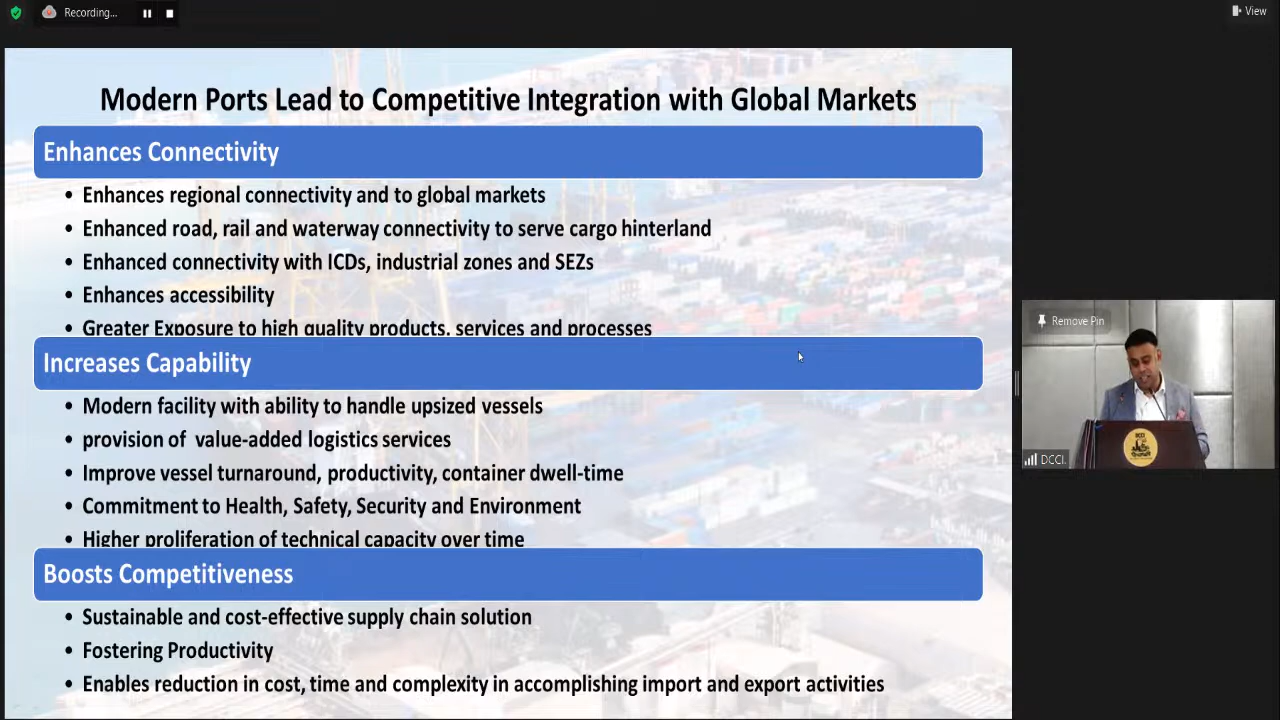 Recording...
View
Modern Ports Lead to Competitive Integration with Global Markets
Enhances Connectivity
• Enhances regional connectivity and to global markets
• Enhanced road, rail and waterway connectivity to serve cargo hinterland
• Enhanced connectivity with ICDs, industrial zones and SEZs
• Enhances accessibility
• Greater Exposure to high quality products, services and processes
Increases Capability
• Modern facility with ability to handle upsized vessels
• provision of value-added logistics services
• Improve vessel turnaround, productivity, container dwell-time
• Commitment to Health, Safety, Security and Environment
• Higher proliferation of technical capacity over time
Boosts Competitiveness
• Sustainable and cost-effective supply chain solution
• Fostering Productivity
• Enables reduction in cost, time and complexity in accomplishing import and export activities
Remove Pin
DCCI
DCCI.